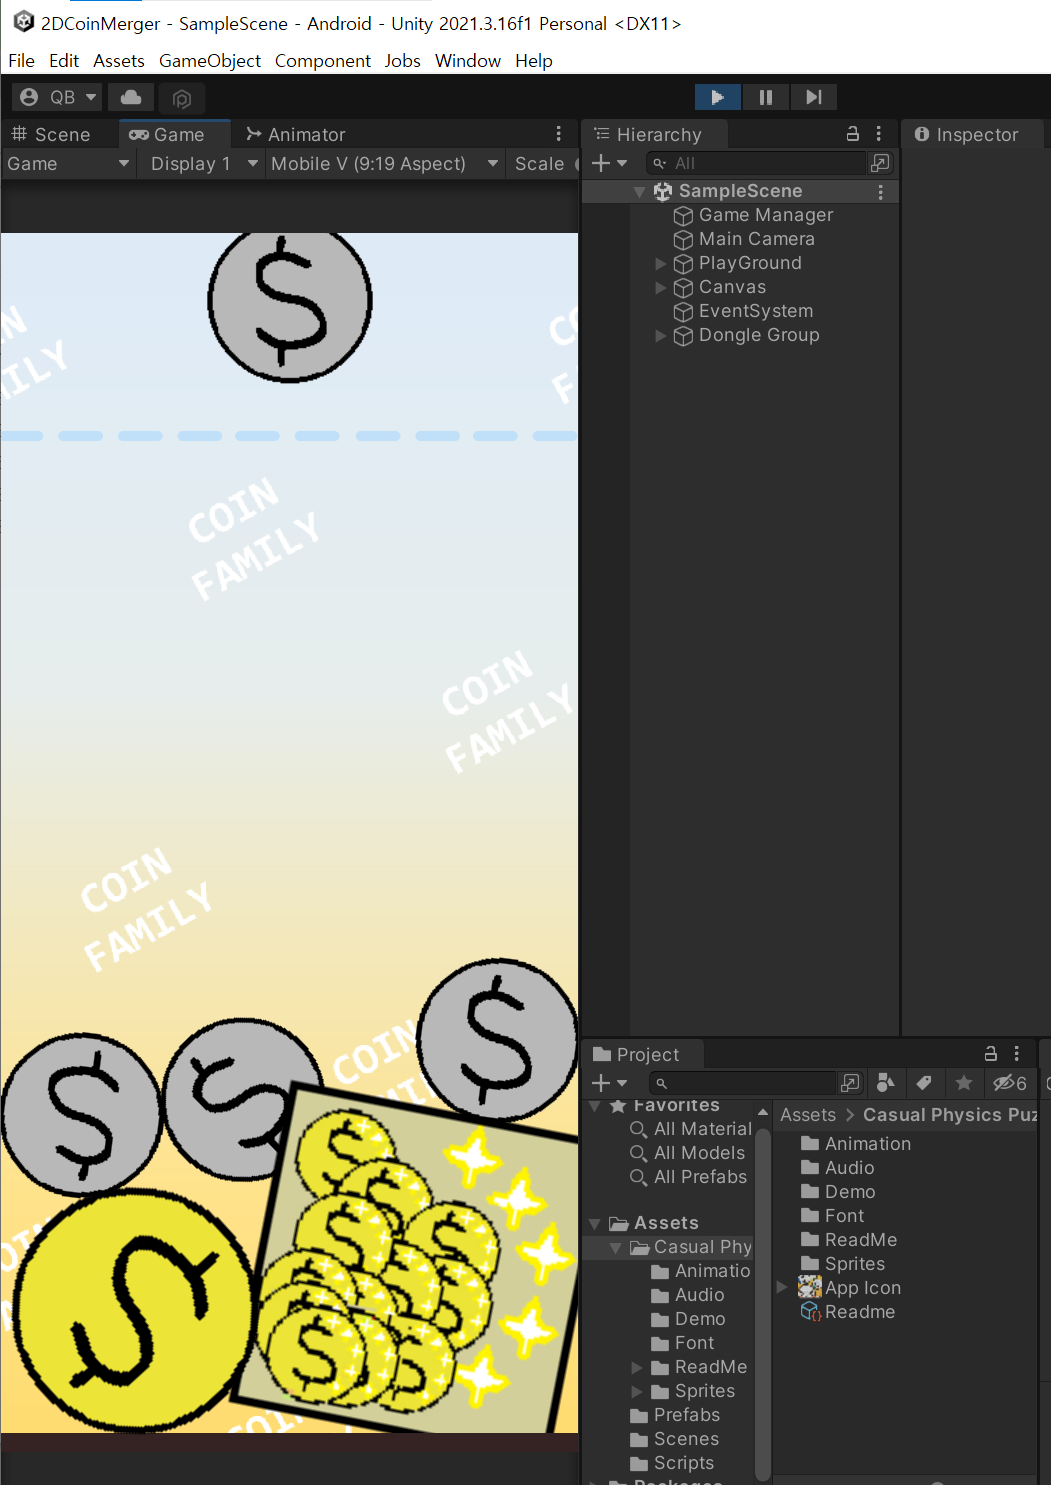 2DCoinMerger - SampleScene - Android - Unity 2021.3.16f1 Personal <DX11>
File Edit Assets GameObject Component Jobs Window Help
QB
Scene Game Animator
Game Display 1 Mobile V (9:19 Aspect) Scale
Hierarchy
All
SampleScene
Game Manager
Main Camera
PlayGround
Canvas
EventSystem
Dongle Group
Inspector
$
COIN
FAMILY
COIN
FAMILY
COIN
FAMILY
COIN
$
$
$
$
Project
6
Favorites
All Material
All Models
All Prefabs
Assets
Casual Phy
Animatio
Audio
Demo
Font
ReadMe
Sprites
Prefabs
Scenes
Scripts
Packages
Assets > Casual Physics Puz
Animation
Audio
Demo
Font
ReadMe
Sprites
App Icon
Readme